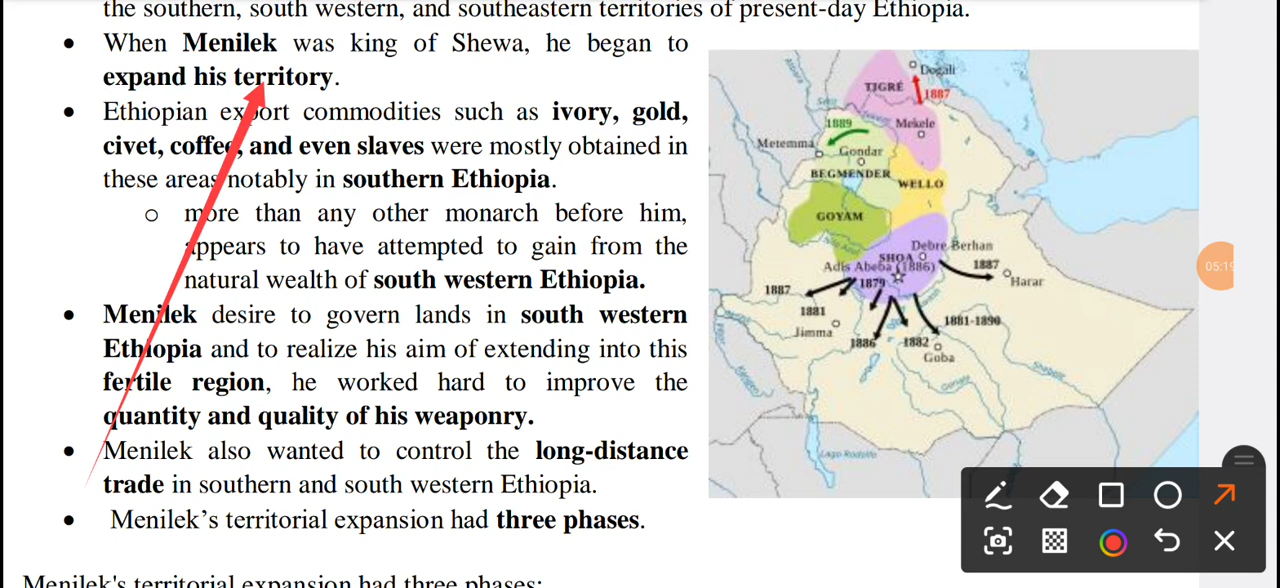 the southern, south western, and southeastern territories of present-day Ethiopia.
• When Menilek was king of Shewa, he began to
expand his territory.
• Ethiopian export commodities such as ivory, gold,
civet, coffee, and even slaves were mostly obtained in
these areas notably in southern Ethiopia.
o more than any other monarch before him,
appears to have attempted to gain from the
natural wealth of south western Ethiopia.
• Menilek desire to govern lands in south western
Ethiopia and to realize his aim of extending into this
fertile region, he worked hard to improve the
quantity and quality of his weaponry.
• Menilek also wanted to control the long-distance
trade in southern and south western Ethiopia.
• Menilek’s territorial expansion had three phases.
Menilek's territorial expansion had three phases:
Dogali
TIGRÉ
1887
1889
Mekele
Metemma
Gondar
BEGMENDER
WELLO
GOYAM
Debre Berhan
SHOA
Adis Abeba (1886)
1887
Harar
1879
1887
1881
1881-1890
Jimma
1886
1882
Goba
Lago Rodolfo
05:19